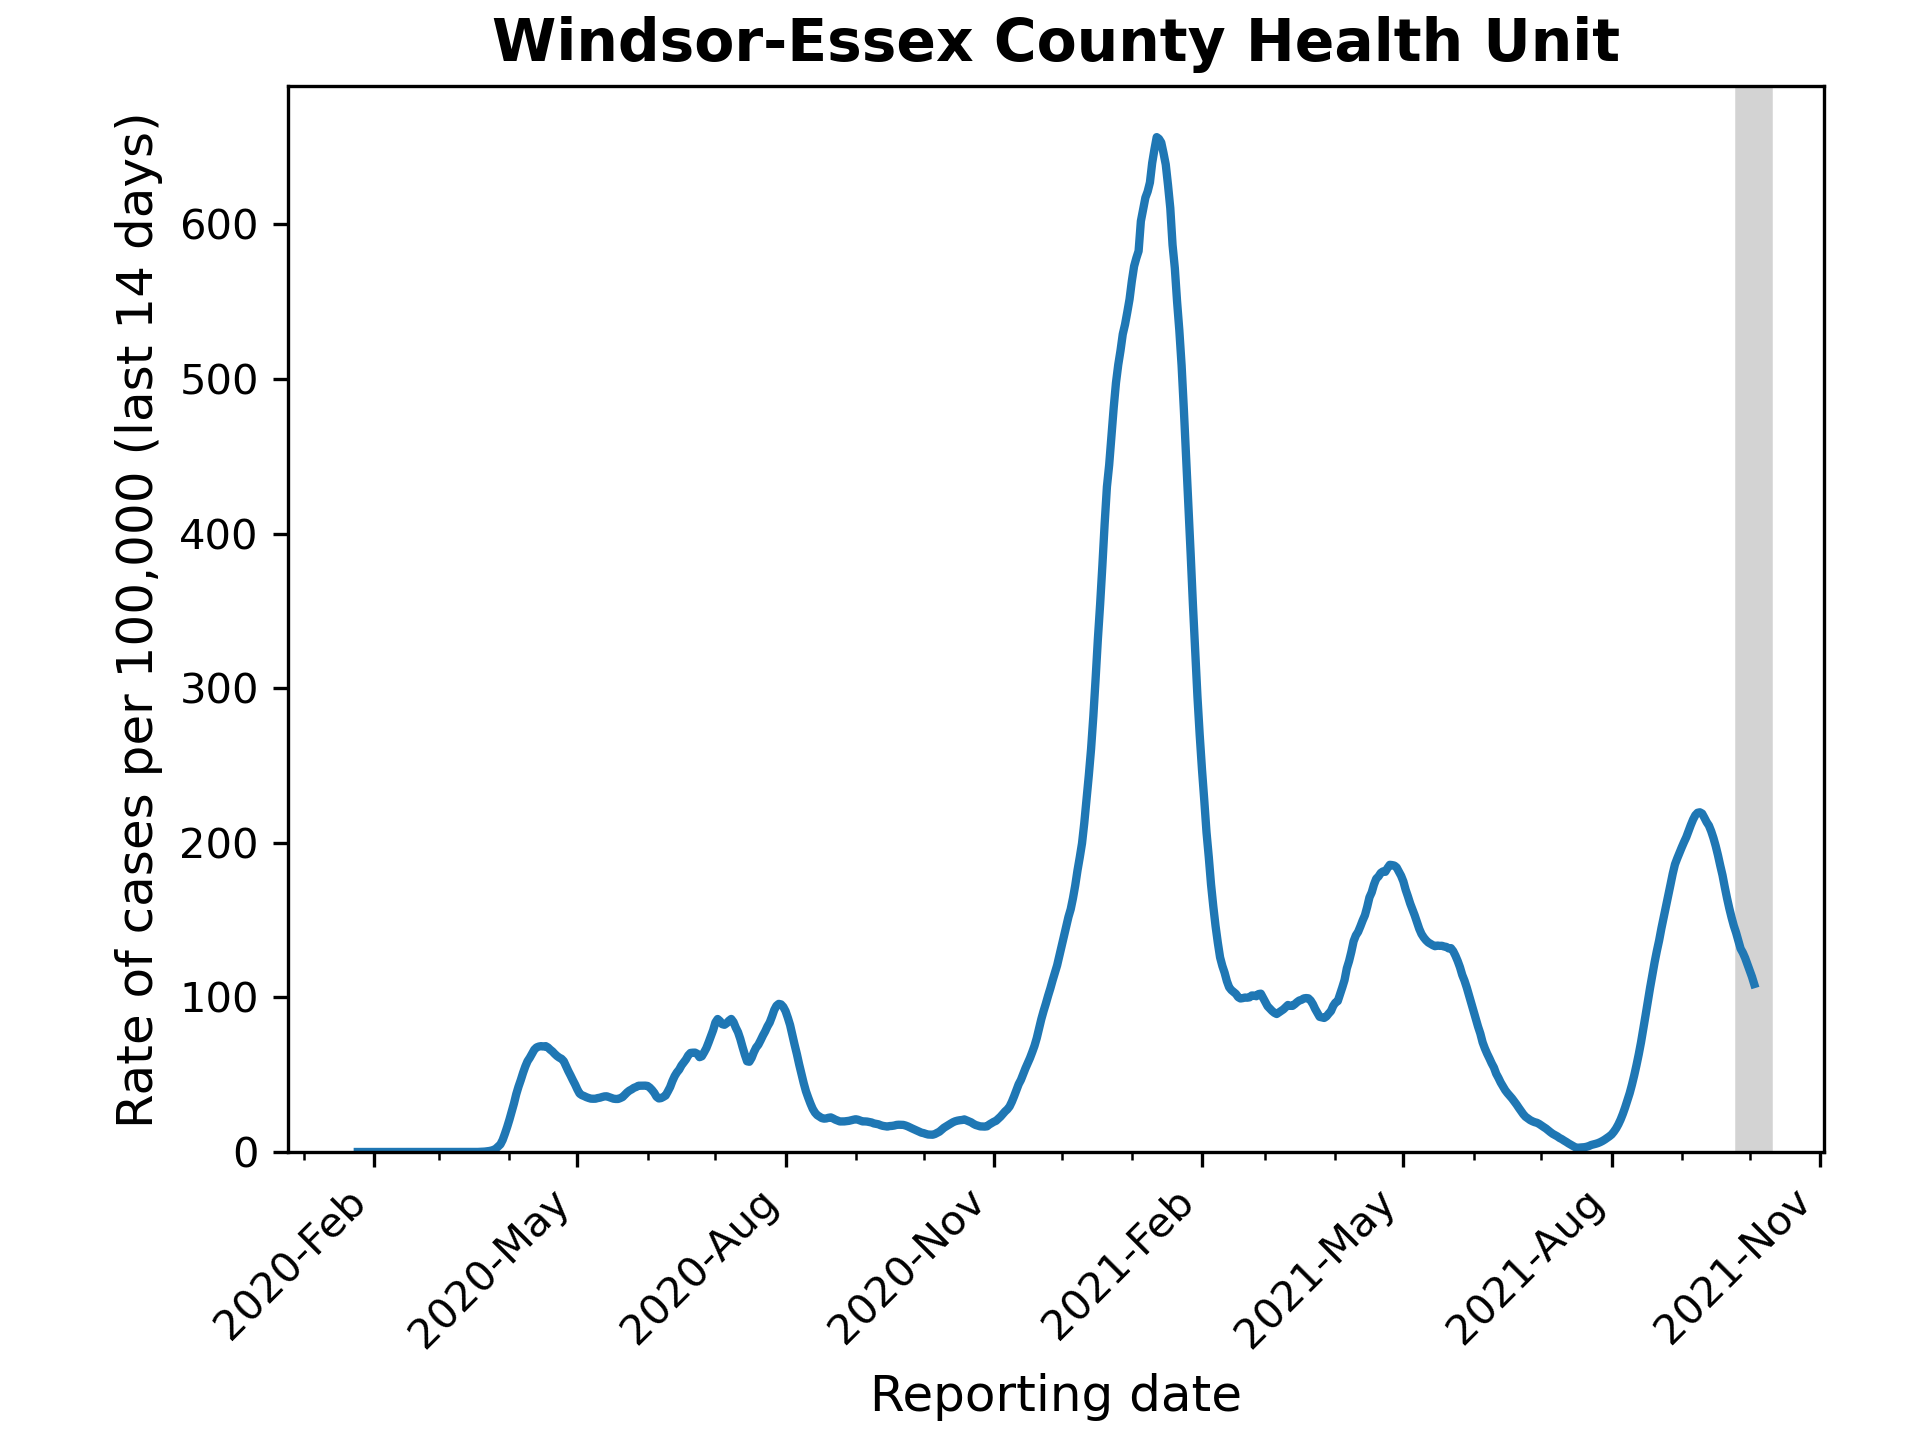 Windsor-Essex County Health Unit
Rate of cases per 100,000 (last 14 days)
600
500
400
300
200
100
0
2020-Feb
2020-May
2020-Aug
2020-Nov
2021-Feb
2021-May
2021-Aug
2021-Nov
Reporting date